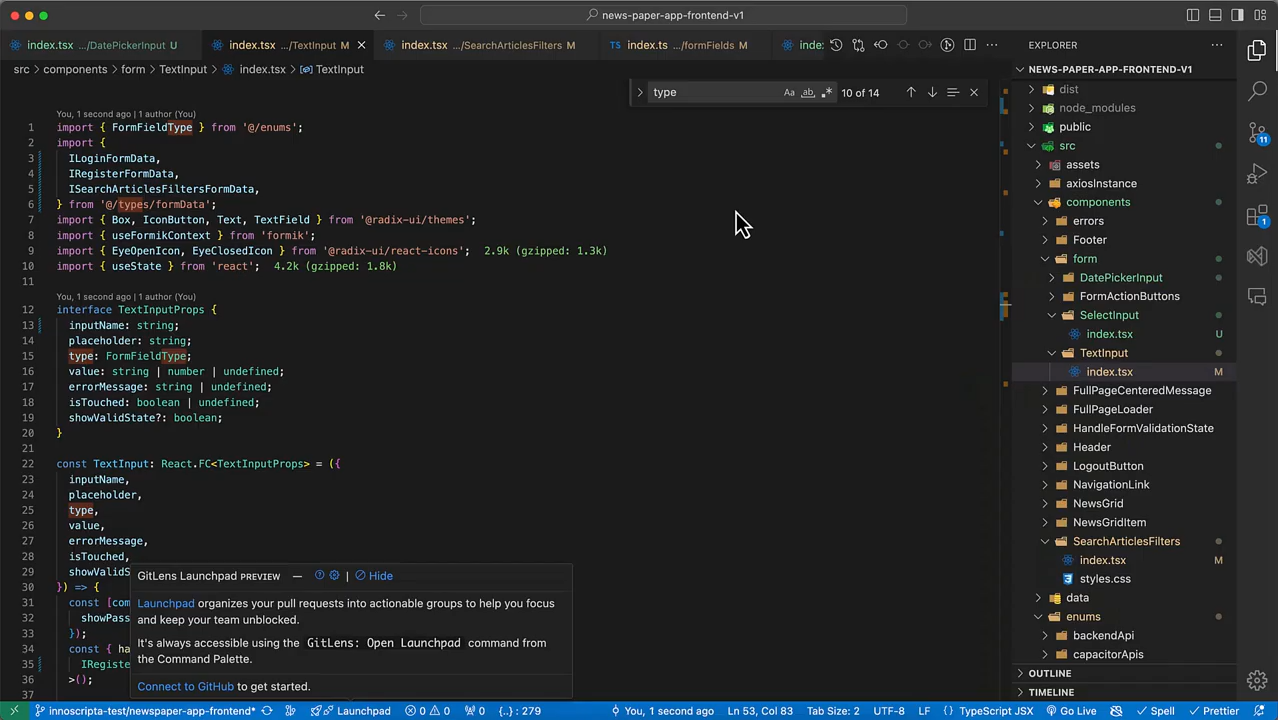 news-paper-app-frontend-v1
index.tsx .../DatePickerInput U
index.tsx .../TextInput M
index.tsx .../SearchArticlesFilters M
TS index.ts .../formFields M
inde
src > components > form > TextInput > index.tsx > TextInput
type
Aa ab .* 10 of 14
You, 1 second ago | 1 author (You)
1 import { FormFieldType } from '@/enums';
2 import {
3 ILoginFormData,
4 IRegisterFormData,
5 ISearchArticlesFiltersFormData,
6 } from '@/types/formData';
7 import { Box, IconButton, Text, TextField } from '@radix-ui/themes';
8 import { useFormikContext } from 'formik';
9 import { EyeOpenIcon, EyeClosedIcon } from '@radix-ui/react-icons'; 2.9k (gzipped: 1.3k)
10 import { useState } from 'react'; 4.2k (gzipped: 1.8k)
11
You, 1 second ago | 1 author (You)
12 interface TextInputProps {
13 inputName: string;
14 placeholder: string;
15 type: FormFieldType;
16 value: string | number | undefined;
17 errorMessage: string | undefined;
18 isTouched: boolean | undefined;
19 showValidState?: boolean;
20 }
21
22 const TextInput: React.FC<TextInputProps> = ({
23 inputName,
24 placeholder,
25 type,
26 value,
27 errorMessage,
28 isTouched,
29 showValidS
30 }) => {
31 const [com
32 showPass
33 });
34 const { ha
35 IRegiste
36 >();
37
GitLens Launchpad PREVIEW — | Hide
Launchpad organizes your pull requests into actionable groups to help you focus
and keep your team unblocked.
It's always accessible using the GitLens: Open Launchpad command from
the Command Palette.
Connect to GitHub to get started.
EXPLORER
NEWS-PAPER-APP-FRONTEND-V1
dist
node_modules
public
src
assets
axiosInstance
components
errors
Footer
form
DatePickerInput
FormActionButtons
SelectInput
index.tsx U
TextInput
index.tsx M
FullPageCenteredMessage
FullPageLoader
HandleFormValidationState
Header
LogoutButton
NavigationLink
NewsGrid
NewsGridItem
SearchArticlesFilters
index.tsx M
styles.css
data
enums
backendApi
capacitorApis
OUTLINE
TIMELINE
11
1
innoscripta-test/newspaper-app-frontend* Launchpad 0 0 0 {..} : 279 You, 1 second ago Ln 53, Col 83 Tab Size: 2 UTF-8 LF {} TypeScript JSX Go Live Spell Prettier